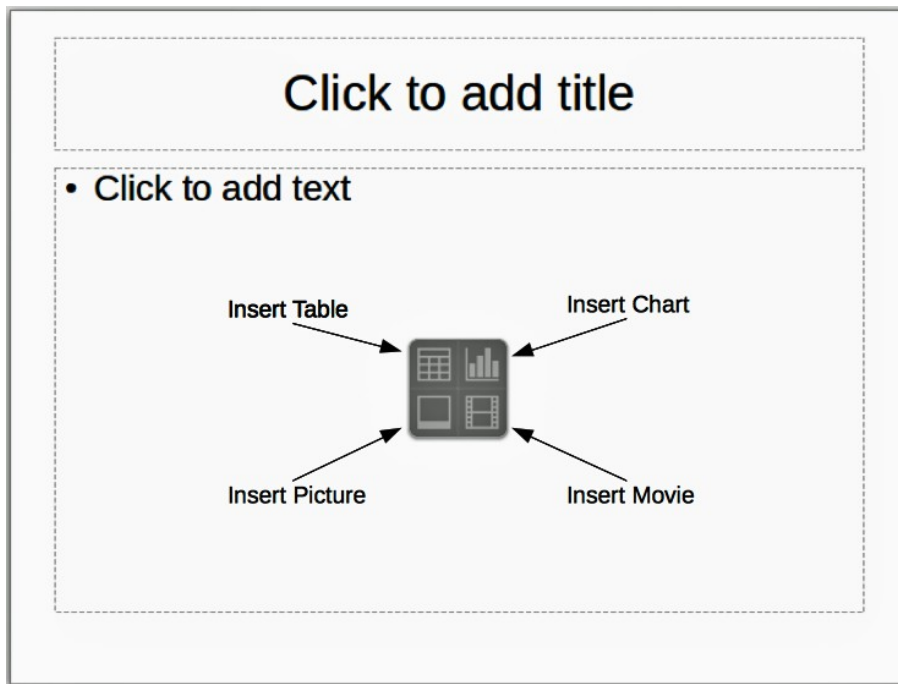 Click to add title
• Click to add text
Insert Table
Insert Chart
Insert Picture
Insert Movie